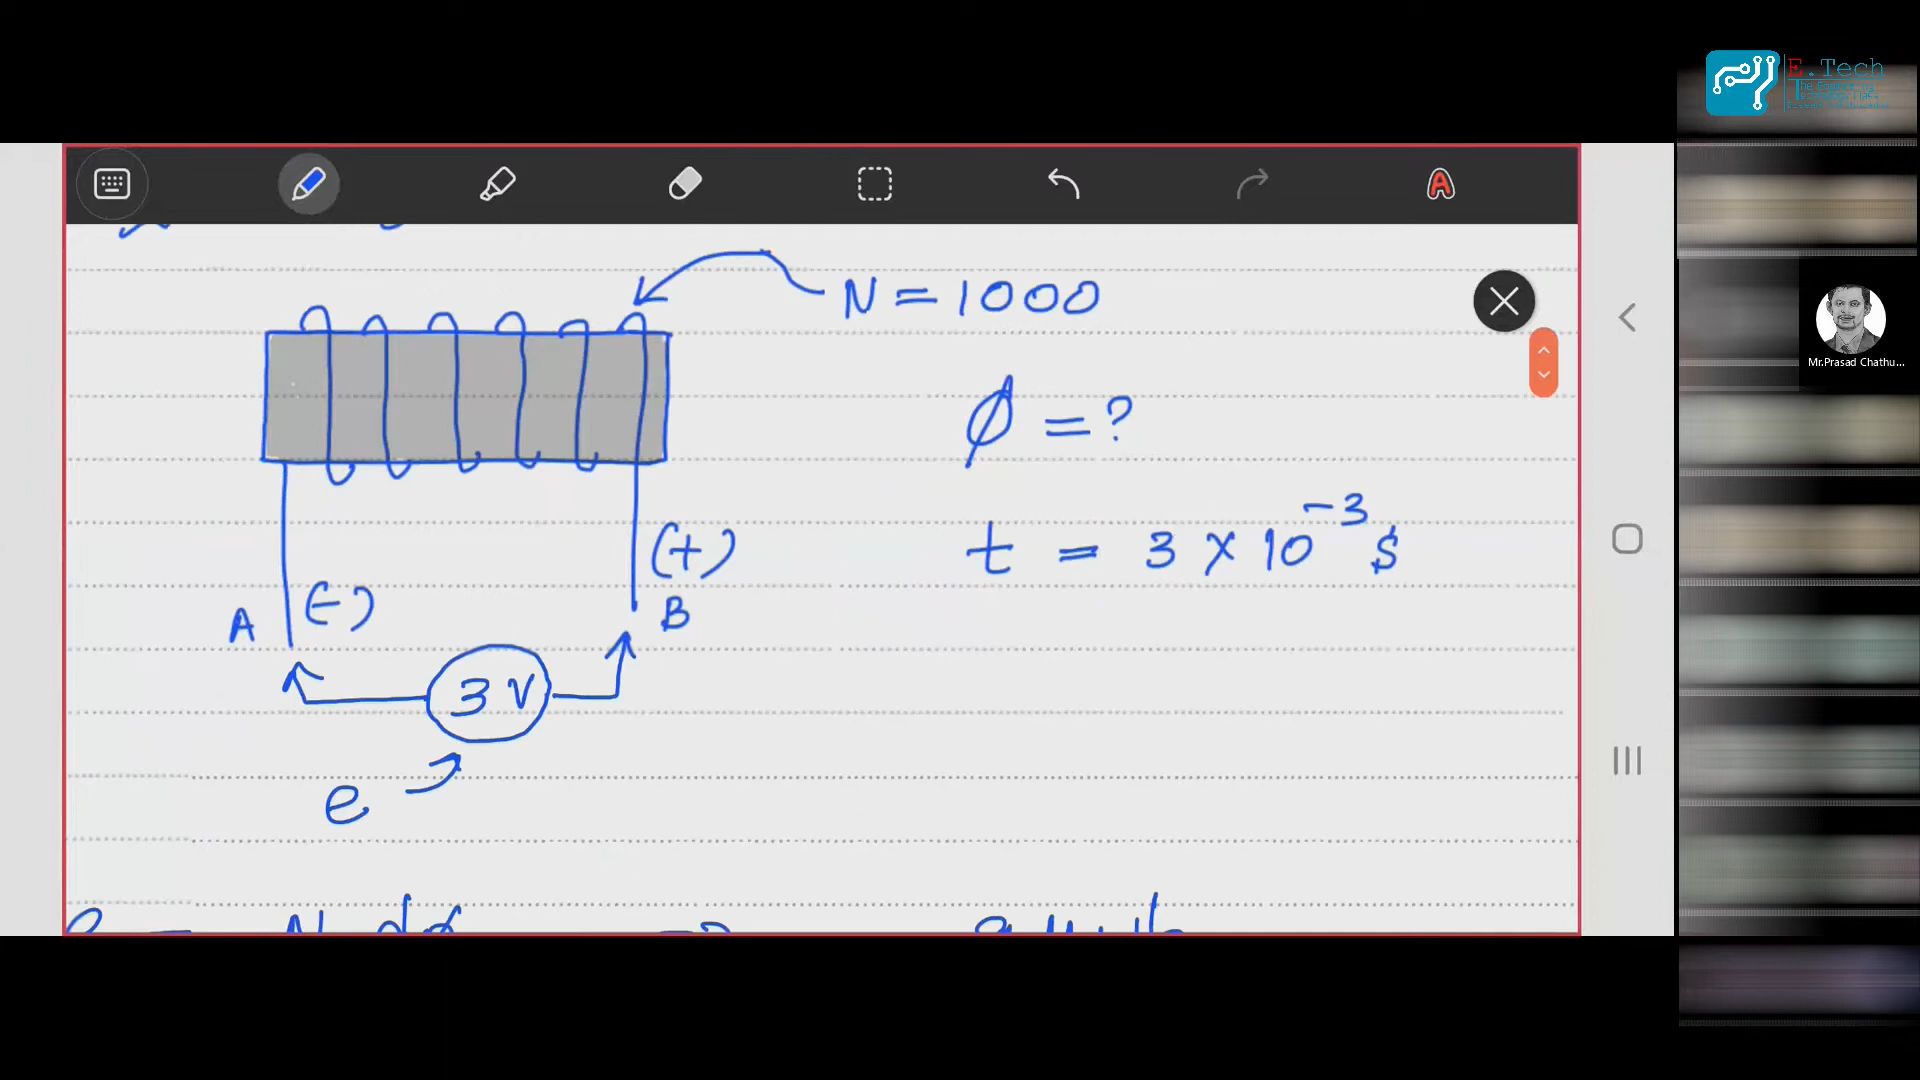 E.Tech
N = 1000
Mr.Prasad Chathu...
ϕ = ?
t = 3 × 10⁻³ s
(+)
(-)
A
B
3 V
e